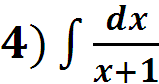 4) ∫ dx/(x+1)